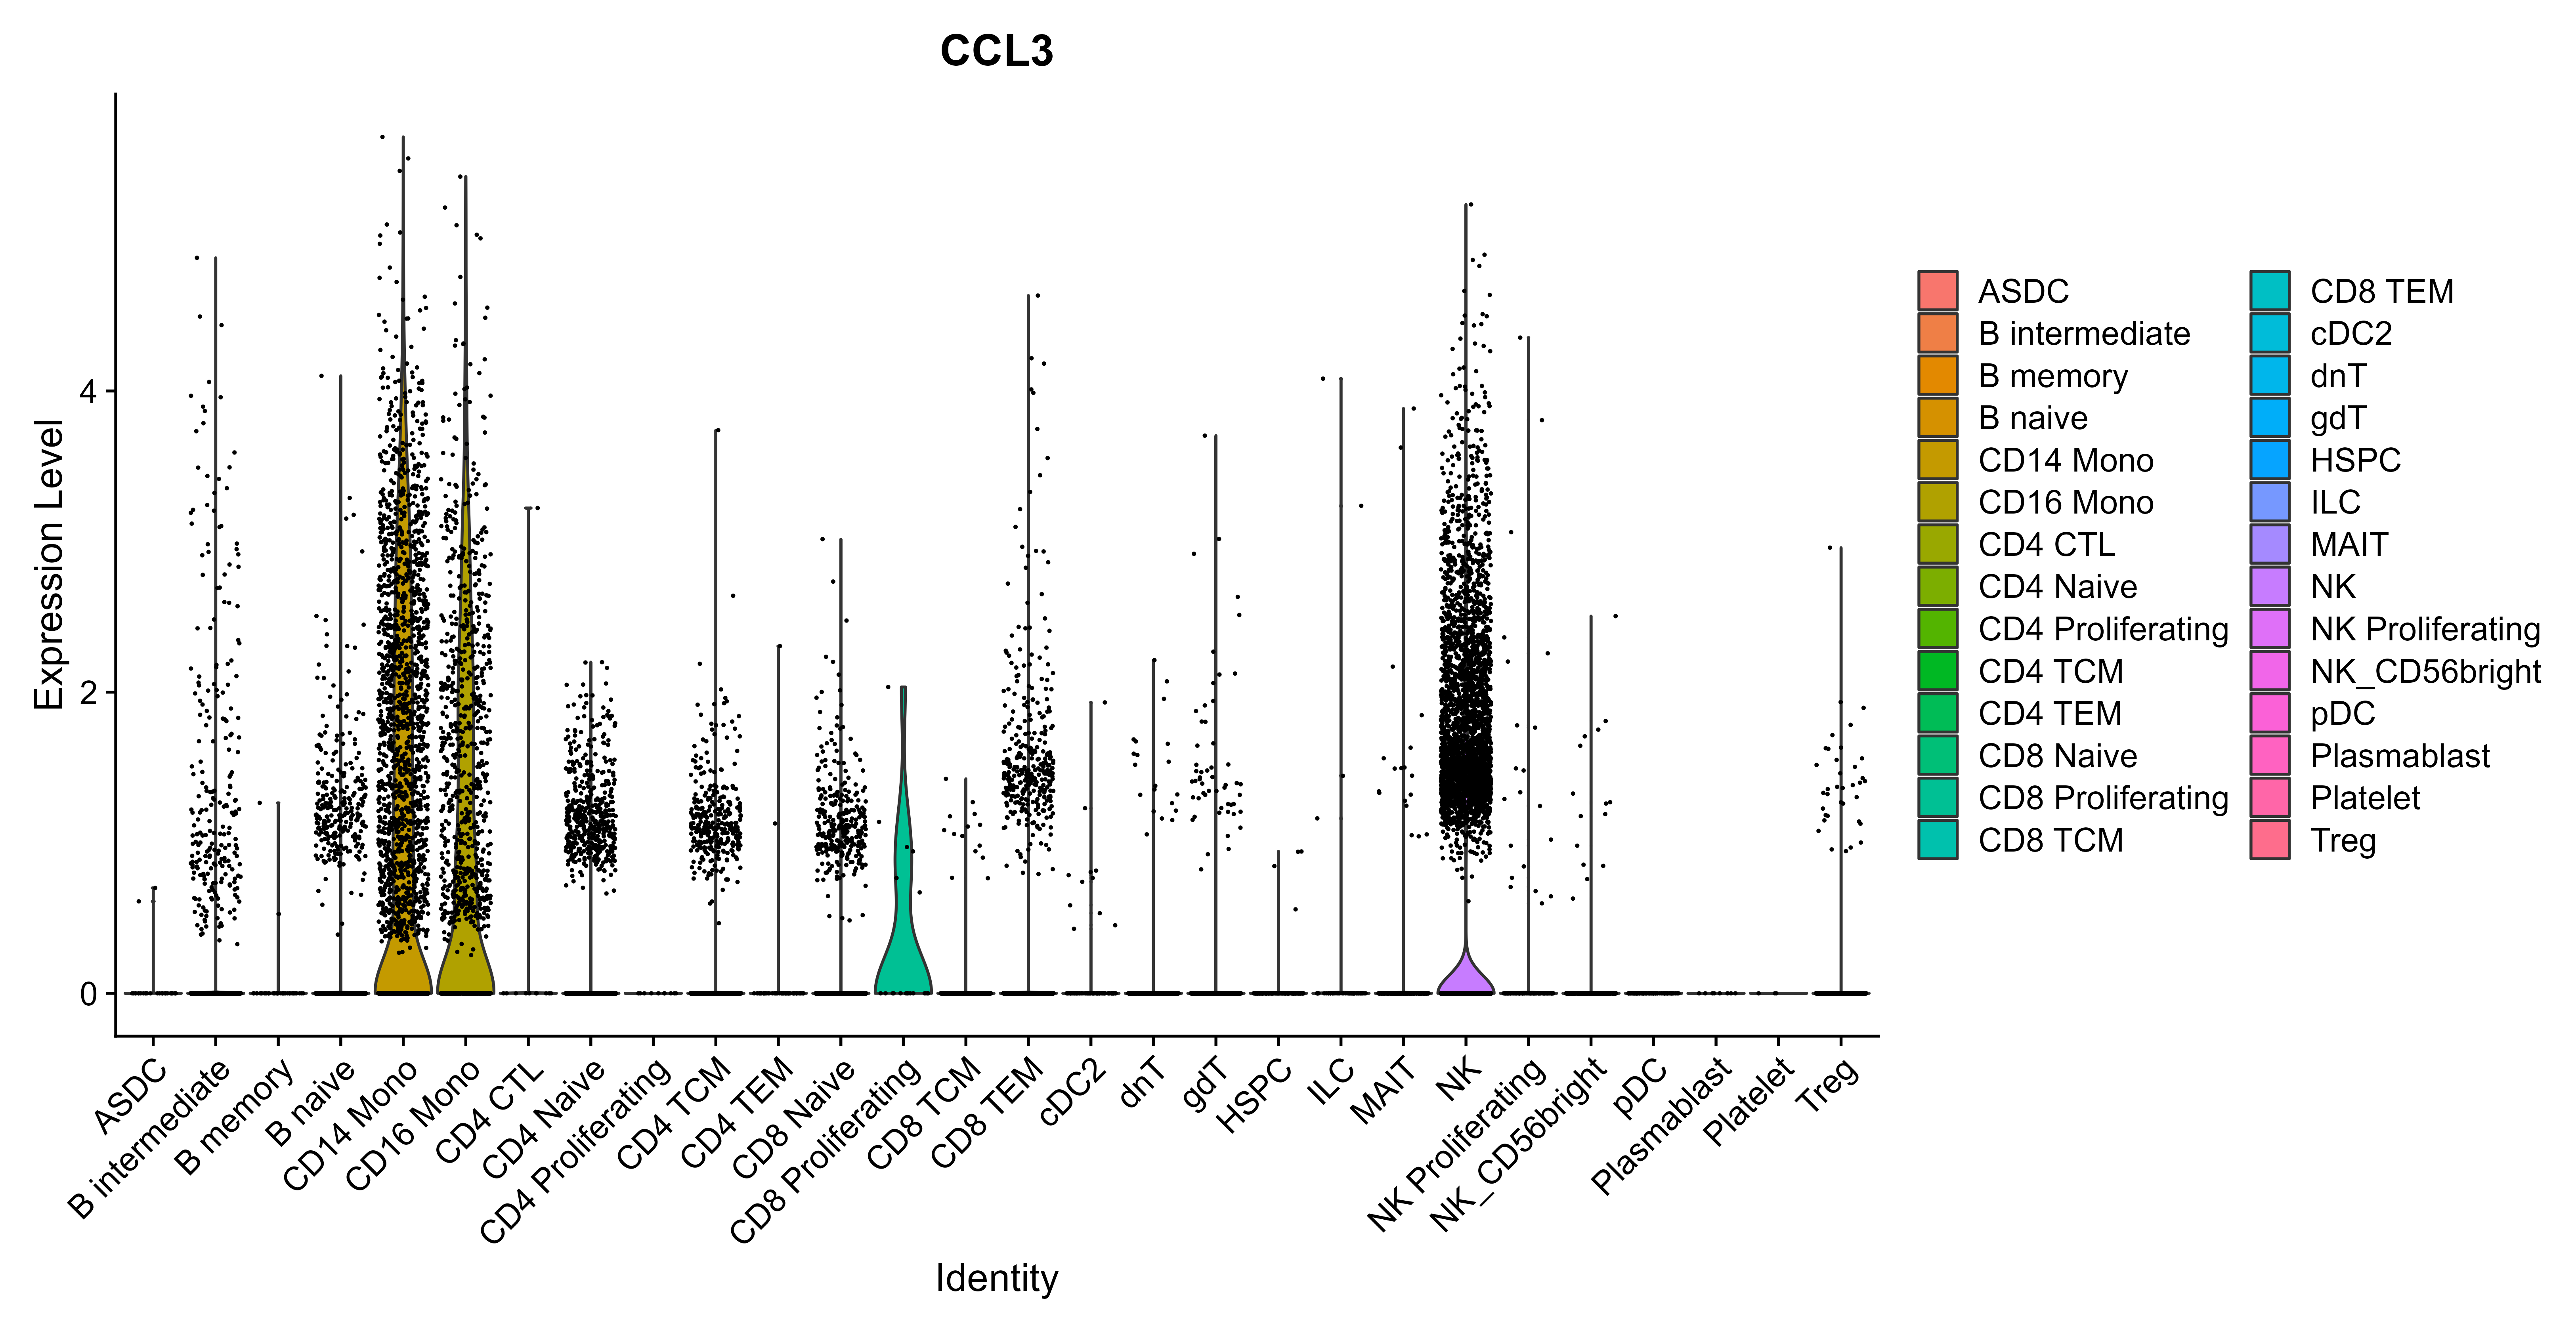 CCL3
Expression Level
4
2
0
ASDC
B intermediate
B memory
B naive
CD14 Mono
CD16 Mono
CD4 CTL
CD4 Naive
CD4 Proliferating
CD4 TCM
CD4 TEM
CD8 Naive
CD8 Proliferating
CD8 TCM
CD8 TEM
cDC2
dnT
gdT
HSPC
ILC
MAIT
NK
NK Proliferating
NK_CD56bright
pDC
Plasmablast
Platelet
Treg
Identity
ASDC
B intermediate
B memory
B naive
CD14 Mono
CD16 Mono
CD4 CTL
CD4 Naive
CD4 Proliferating
CD4 TCM
CD4 TEM
CD8 Naive
CD8 Proliferating
CD8 TCM
CD8 TEM
cDC2
dnT
gdT
HSPC
ILC
MAIT
NK
NK Proliferating
NK_CD56bright
pDC
Plasmablast
Platelet
Treg